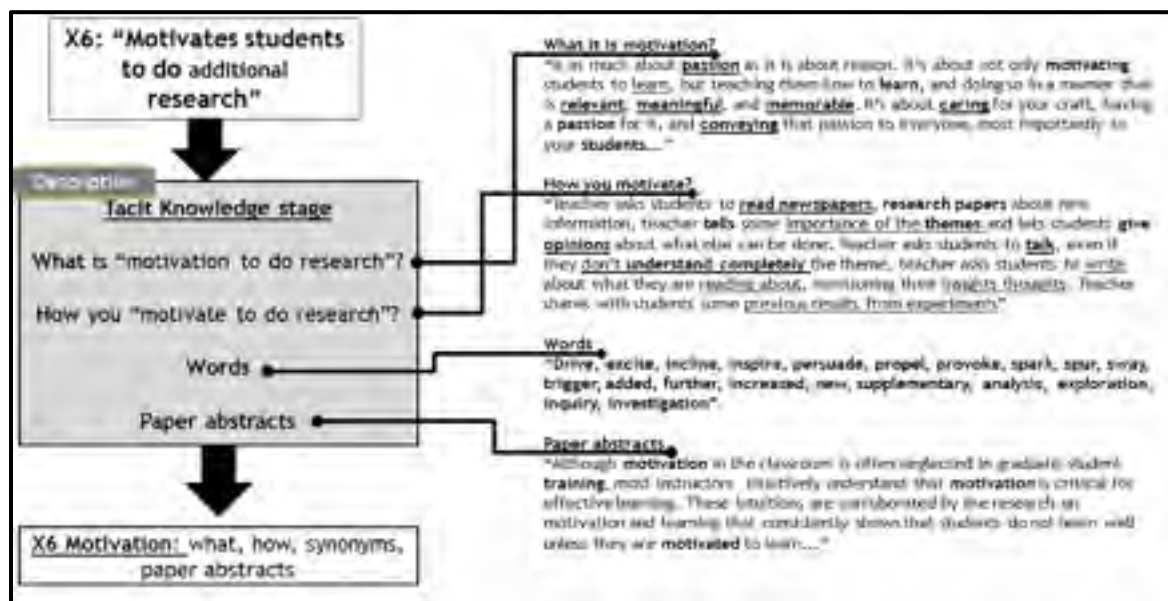 X6: "Motivates students
to do additional
research"
Description
Tacit Knowledge stage
What is "motivation to do research"?
How you "motivate to do research"?
Words
Paper abstracts
X6 Motivation: what, how, synonyms,
paper abstracts
What it is motivation?
"Is as much about passion as it is about reason. It's about not only motivating
students to learn, but teaching them how to learn, and doing so in a manner that
is relevant, meaningful, and memorable. It's about caring for your craft, having
a passion for it, and conveying that passion to everyone, most importantly to
your students..."
How you motivate?
"Teacher asks students to read newspapers, research papers about new
information, teacher tells some importance of the themes and lets students give
opinions about what else can be done. Teacher asks students to talk, even if
they don't understand completely the theme, teacher asks students to write
about what they are reading about, mentioning their insights thoughts. Teacher
shares with students some previous results from experiments"
Words
"Drive, excite, incline, inspire, persuade, propel, provoke, spark, spur, sway,
trigger, added, further, increased, new, supplementary, analysis, exploration,
inquiry, investigation".
Paper abstracts
"Although motivation in the classroom is often neglected in graduate student
training, most instructors intuitively understand that motivation is critical for
effective learning. These intuitions are corroborated by the research on
motivation and learning that consistently shows that students do not learn well
unless they are motivated to learn..."